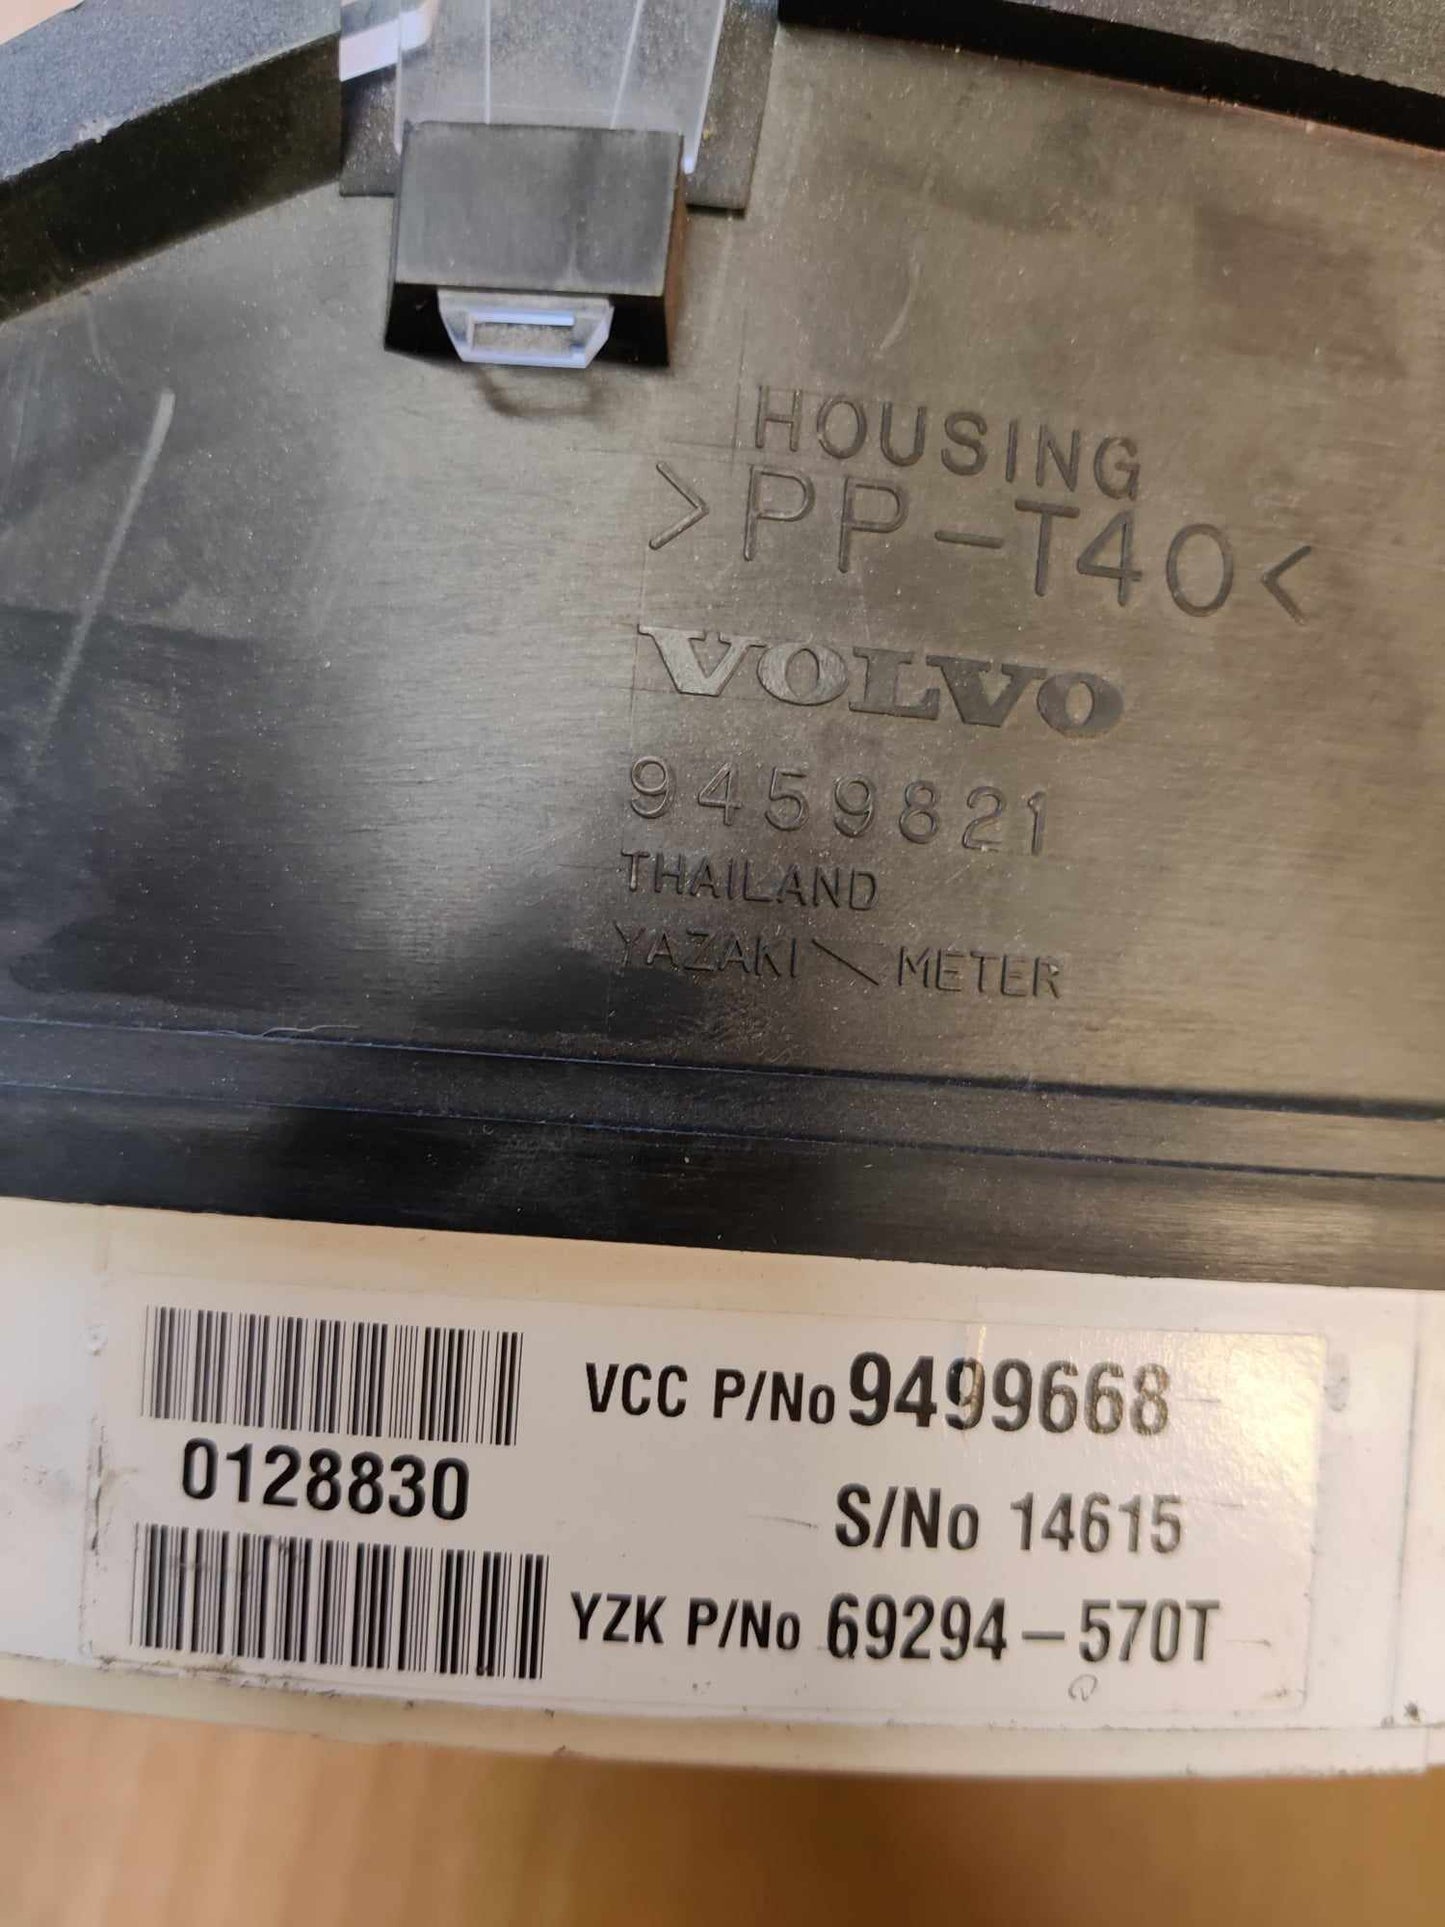 HOUSING
>PP-T40<
VOLVO
9459821
THAILAND
YAZAKI \ METER
VCC P/No 9499668
0128830
S/No 14615
YZK P/No 69294-570T